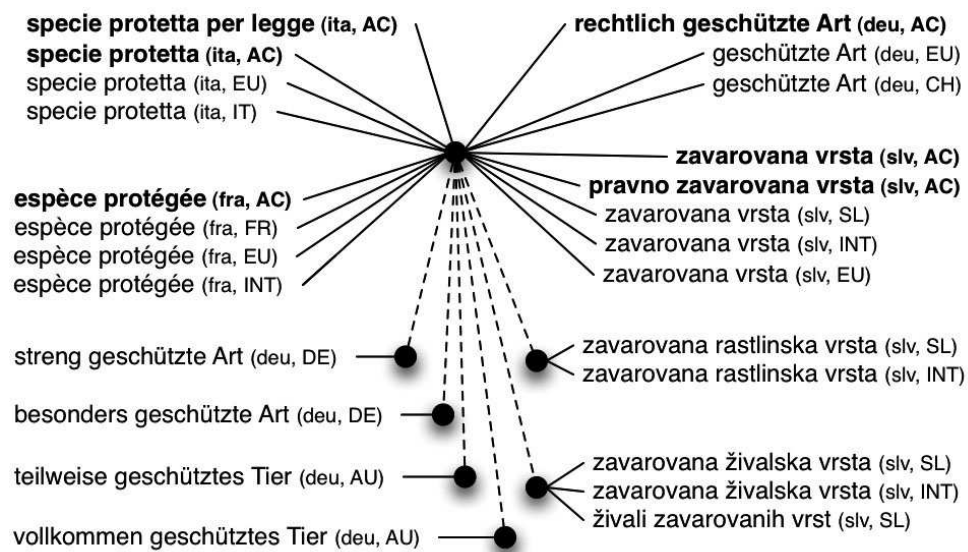 specie protetta per legge (ita, AC)
specie protetta (ita, AC)
specie protetta (ita, EU)
specie protetta (ita, IT)
rechtlich geschützte Art (deu, AC)
geschützte Art (deu, EU)
geschützte Art (deu, CH)
espèce protégée (fra, AC)
espèce protégée (fra, FR)
espèce protégée (fra, EU)
espèce protégée (fra, INT)
zavarovana vrsta (slv, AC)
pravno zavarovana vrsta (slv, AC)
zavarovana vrsta (slv, SL)
zavarovana vrsta (slv, INT)
zavarovana vrsta (slv, EU)
streng geschützte Art (deu, DE)
besonders geschützte Art (deu, DE)
teilweise geschütztes Tier (deu, AU)
vollkommen geschütztes Tier (deu, AU)
zavarovana rastlinska vrsta (slv, SL)
zavarovana rastlinska vrsta (slv, INT)
zavarovana živalska vrsta (slv, SL)
zavarovana živalska vrsta (slv, INT)
živali zavarovanih vrst (slv, SL)